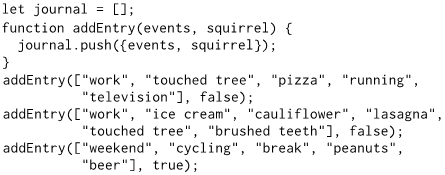 let journal = [];
function addEntry(events, squirrel) {
  journal.push({events, squirrel});
}
addEntry(["work", "touched tree", "pizza", "running",
          "television"], false);
addEntry(["work", "ice cream", "cauliflower", "lasagna",
          "touched tree", "brushed teeth"], false);
addEntry(["weekend", "cycling", "break", "peanuts",
          "beer"], true);